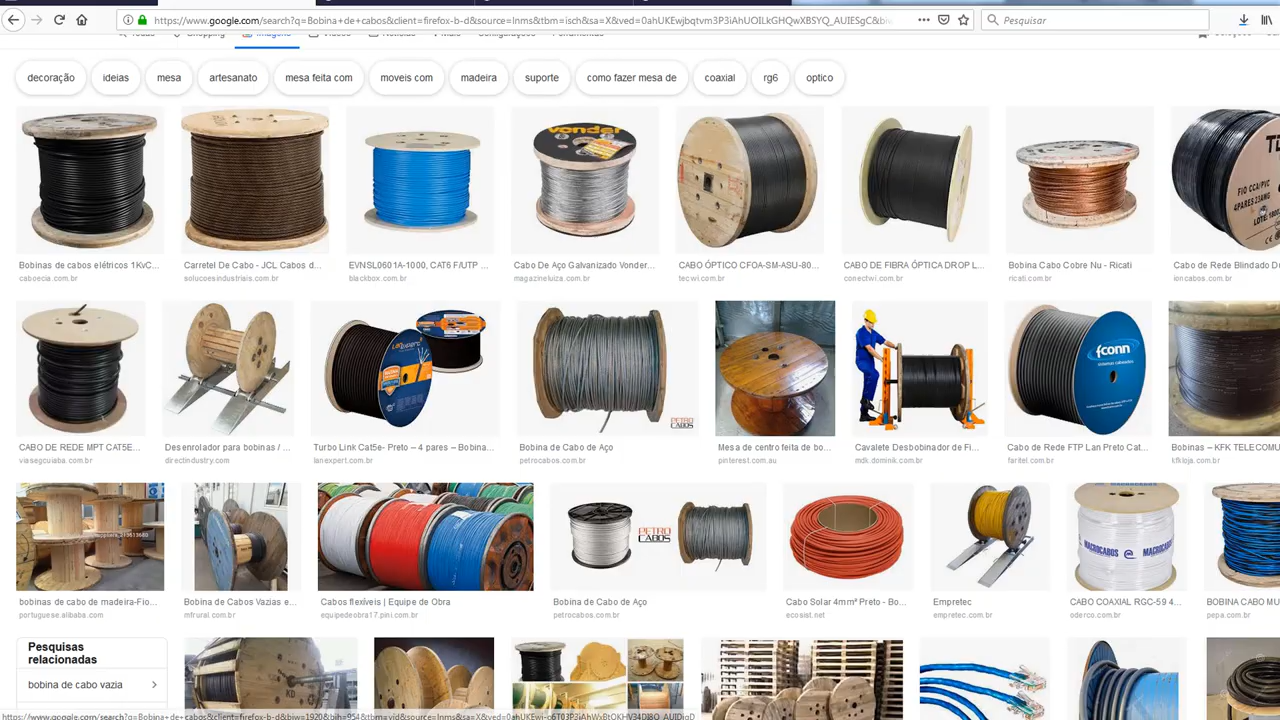 https://www.google.com/search?q=Bobina+de+cabos&client=firefox-b-d&source=lnms&tbm=isch&sa=X&ved=0ahUKEwjbqtvm3P3iAhUOILkGHQwXBSYQ_AUIESgC&bi
Pesquisar
decoração
ideias
mesa
artesanato
mesa feita com
moveis com
madeira
suporte
como fazer mesa de
coaxial
rg6
optico
vonder
FIO CCA/PVC
Bobinas de cabos elétricos 1KvC...
Carretel De Cabo - JCL Cabos d...
EVNSL0601A-1000, CAT6 F/UTP ...
Cabo De Aço Galvanizado Vonder...
CABO ÓPTICO CFOA-SM-ASU-80...
CABO DE FIBRA ÓPTICA DROP L...
Bobina Cabo Cobre Nu - Ricati
Cabo de Rede Blindado D
caboecia.com.br
solucoesindustriais.com.br
blackbox.com.br
magazineluiza.com.br
tecwi.com.br
conectwi.com.br
ricati.com.br
ioncabos.com.br
fconn
PETRO
CABOS
CABO DE REDE MPT CAT5E...
Desenrolador para bobinas / ...
Turbo Link Cat5e- Preto – 4 pares – Bobina...
Bobina de Cabo de Aço
Mesa de centro feita de bo...
Cavalete Desbobinador de Fi...
Cabo de Rede FTP Lan Preto Cat...
Bobinas – KFK TELECOMU
viasegcuiaba.com.br
directindustry.com
lanexpert.com.br
petrocabos.com.br
pinterest.com.au
mdk.dominik.com.br
faritel.com.br
kfkloja.com.br
PETRO
CABOS
MACROCABOS
bobinas de cabo de madeira-Fio...
Bobina de Cabos Vazias e...
Cabos flexíveis | Equipe de Obra
Bobina de Cabo de Aço
Cabo Solar 4mm² Preto - Bo...
Empretec
CABO COAXIAL RGC-59 4...
BOBINA CABO MU
portuguese.alibaba.com
mfrural.com.br
equipedeobra17.pini.com.br
petrocabos.com.br
ecosist.net
empretec.com.br
oderco.com.br
pepa.com.br
Pesquisas
relacionadas
bobina de cabo vazia